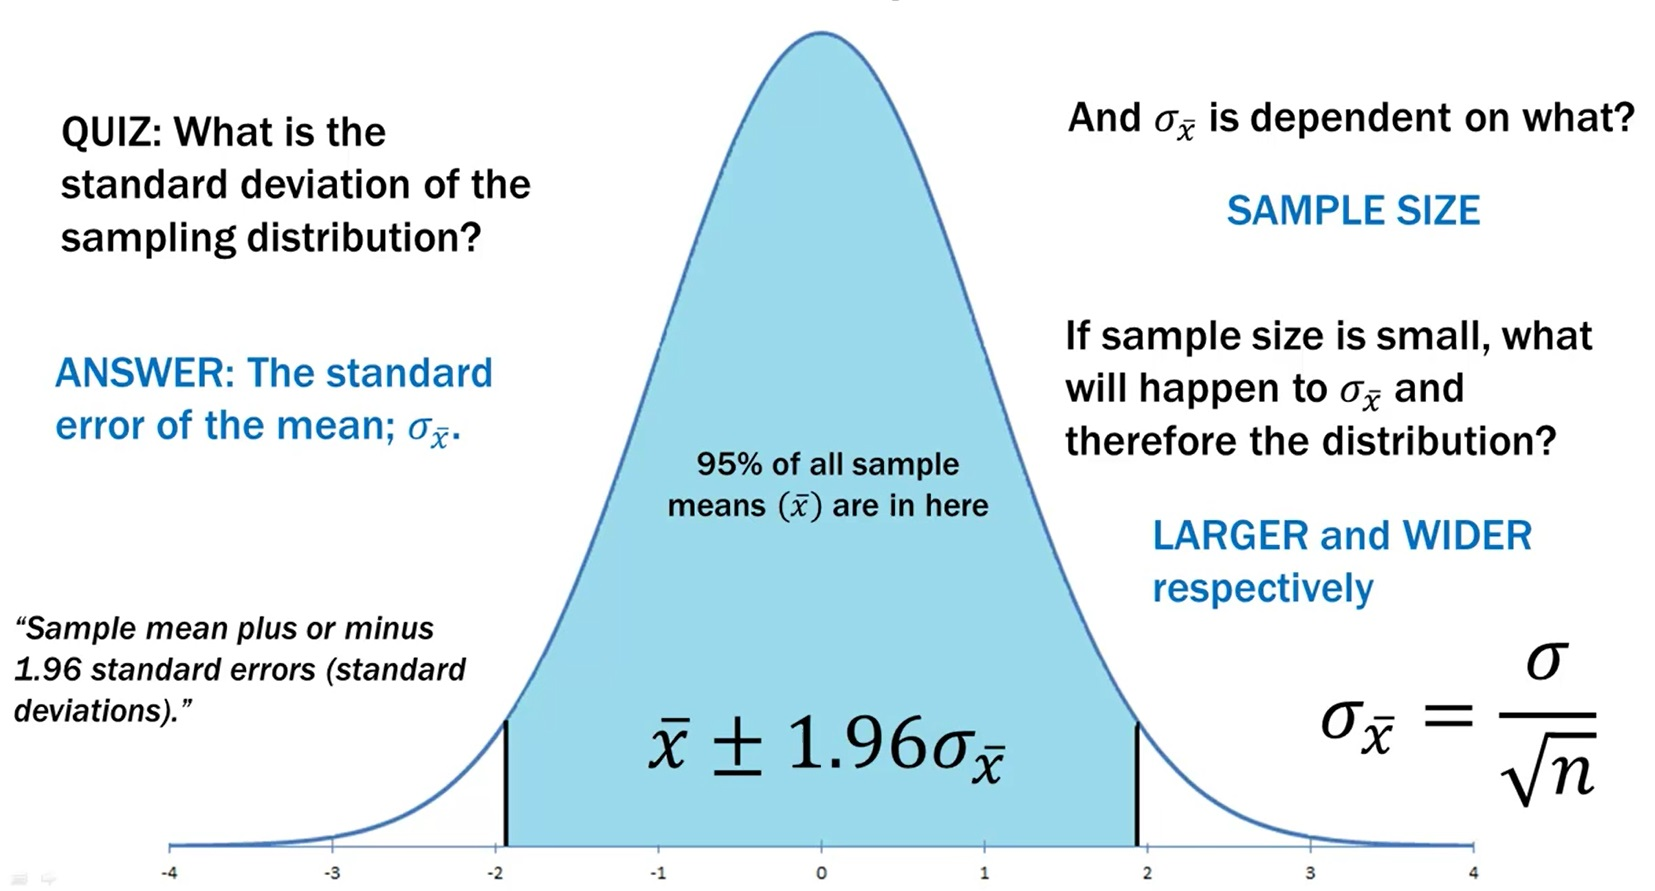 QUIZ: What is the
standard deviation of the
sampling distribution?
ANSWER: The standard
error of the mean; σx̄.
“Sample mean plus or minus
1.96 standard errors (standard
deviations).”
95% of all sample
means (x̄) are in here
x̄ ± 1.96σx̄
And σx̄ is dependent on what?
SAMPLE SIZE
If sample size is small, what
will happen to σx̄ and
therefore the distribution?
LARGER and WIDER
respectively
σx̄ = σ/√n
-4 -3 -2 -1 0 1 2 3 4